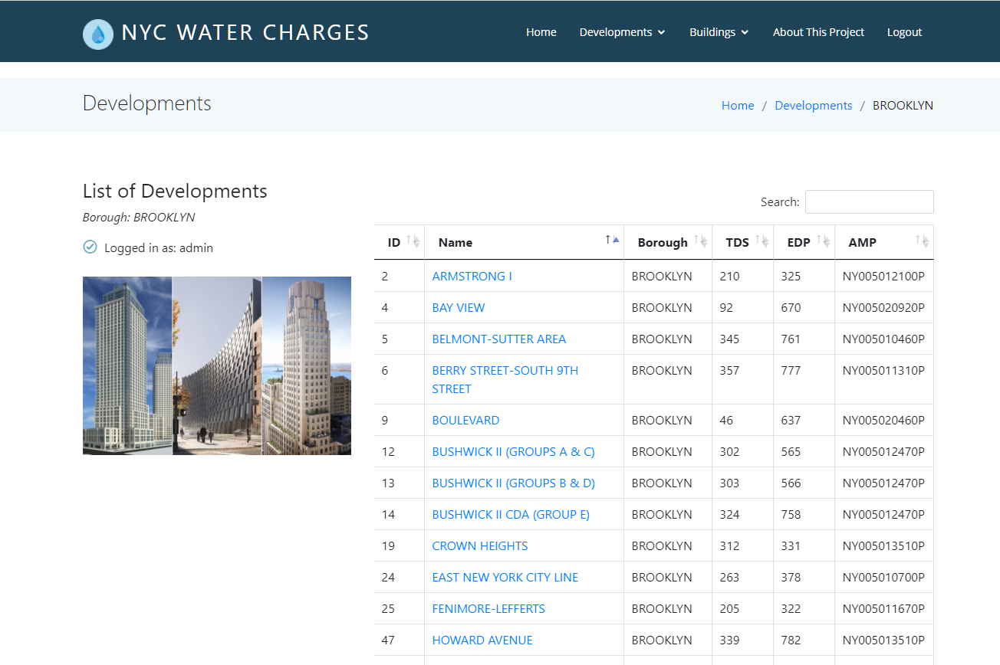 NYC WATER CHARGES
Home Developments Buildings About This Project Logout
Developments
Home / Developments / BROOKLYN
List of Developments
Borough: BROOKLYN
Logged in as: admin
Search:
ID Name Borough TDS EDP AMP
2 ARMSTRONG I BROOKLYN 210 325 NY005012100P
4 BAY VIEW BROOKLYN 92 670 NY005020920P
5 BELMONT-SUTTER AREA BROOKLYN 345 761 NY005010460P
6 BERRY STREET-SOUTH 9TH BROOKLYN 357 777 NY005011310P
STREET
9 BOULEVARD BROOKLYN 46 637 NY005020460P
12 BUSHWICK II (GROUPS A & C) BROOKLYN 302 565 NY005012470P
13 BUSHWICK II (GROUPS B & D) BROOKLYN 303 566 NY005012470P
14 BUSHWICK II CDA (GROUP E) BROOKLYN 324 758 NY005012470P
19 CROWN HEIGHTS BROOKLYN 312 331 NY005013510P
24 EAST NEW YORK CITY LINE BROOKLYN 263 378 NY005010700P
25 FENIMORE-LEFFERTS BROOKLYN 205 322 NY005011670P
47 HOWARD AVENUE BROOKLYN 339 782 NY005013510P